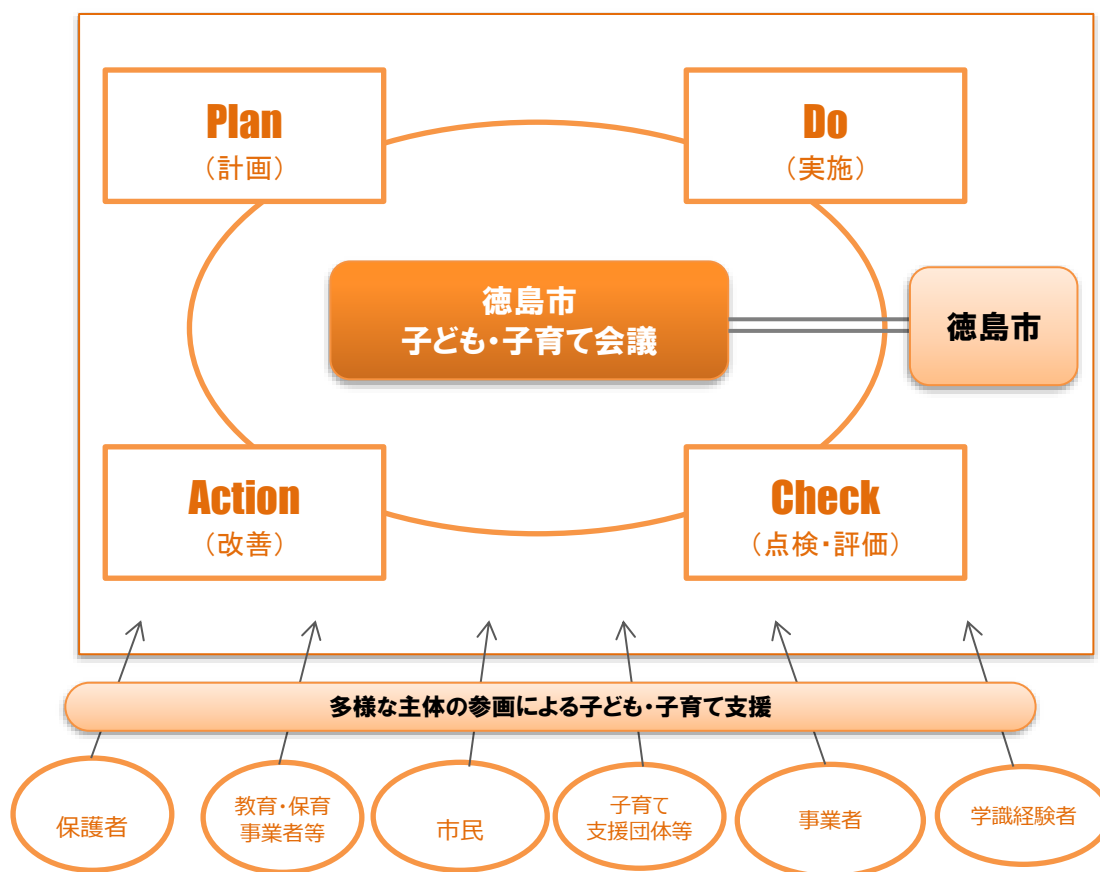 Plan
（計画）
Do
（実施）
徳島市
子ども・子育て会議
徳島市
Action
（改善）
Check
（点検・評価）
多様な主体の参画による子ども・子育て支援
保護者
教育・保育
事業者等
市民
子育て
支援団体等
事業者
学識経験者